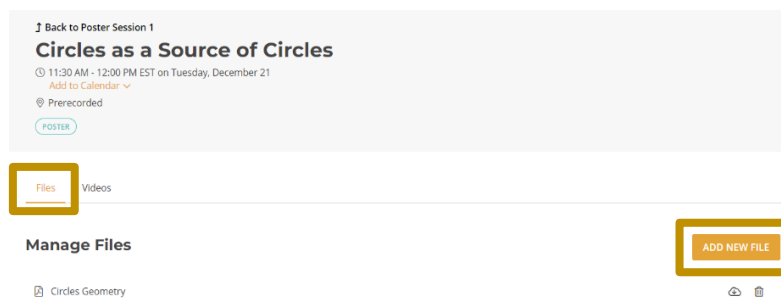 Back to Poster Session 1
Circles as a Source of Circles
11:30 AM - 12:00 PM EST on Tuesday, December 21
Add to Calendar
Prerecorded
POSTER
Files Videos
Manage Files ADD NEW FILE
Circles Geometry